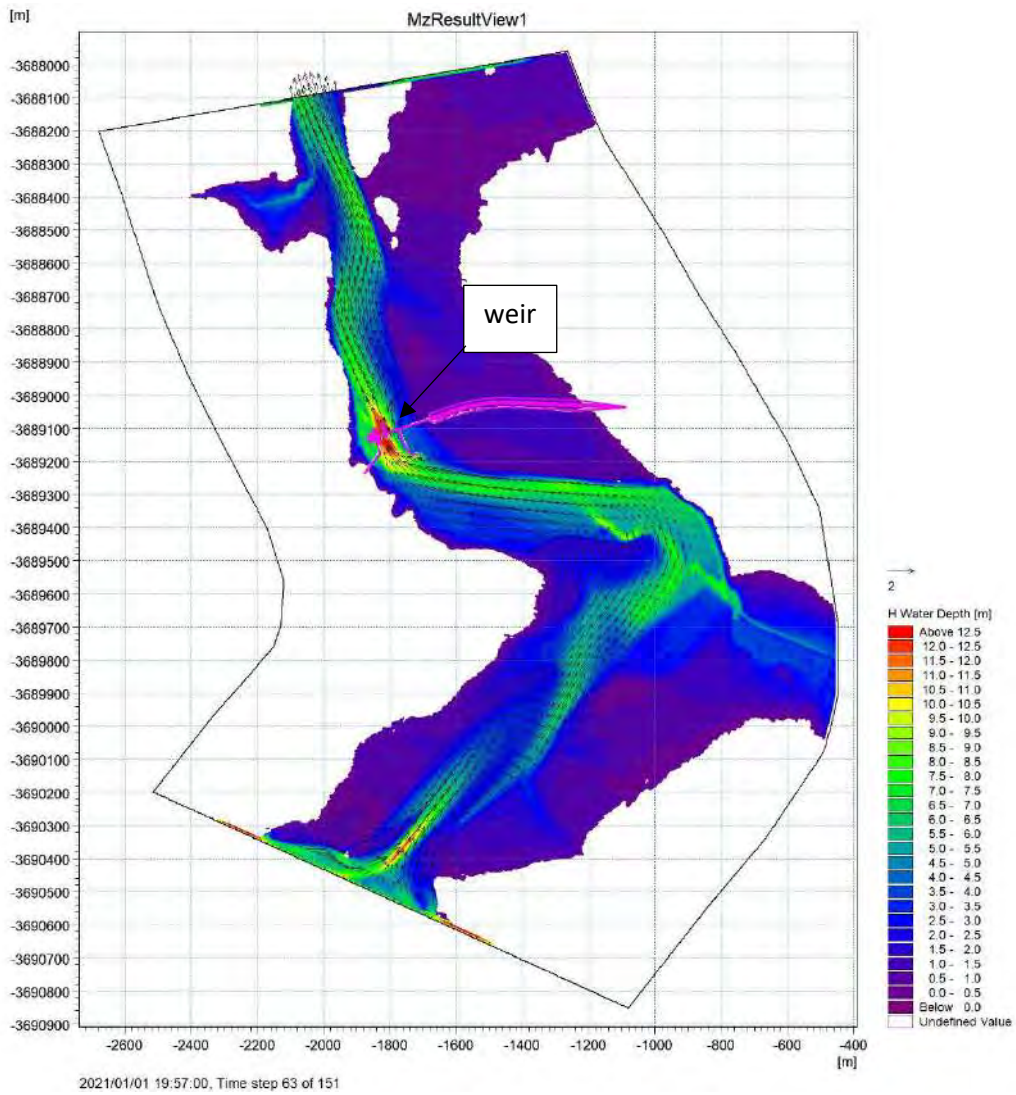 [m]
MzResultView1
-3688000
-3688100
-3688200
-3688300
-3688400
-3688500
-3688600
-3688700
weir
-3688800
-3688900
-3689000
-3689100
-3689200
-3689300
-3689400
-3689500
-3689600
-3689700
-3689800
-3689900
-3690000
-3690100
-3690200
-3690300
-3690400
-3690500
-3690600
-3690700
-3690800
-3690900
2
H Water Depth [m]
Above 12.5
12.0 - 12.5
11.5 - 12.0
11.0 - 11.5
10.5 - 11.0
10.0 - 10.5
9.5 - 10.0
9.0 - 9.5
8.5 - 9.0
8.0 - 8.5
7.5 - 8.0
7.0 - 7.5
6.5 - 7.0
6.0 - 6.5
5.5 - 6.0
5.0 - 5.5
4.5 - 5.0
4.0 - 4.5
3.5 - 4.0
3.0 - 3.5
2.5 - 3.0
2.0 - 2.5
1.5 - 2.0
1.0 - 1.5
0.5 - 1.0
0.0 - 0.5
Below 0.0
Undefined Value
-2600 -2400 -2200 -2000 -1800 -1600 -1400 -1200 -1000 -800 -600 -400
[m]
2021/01/01 19:57:00, Time step 63 of 151